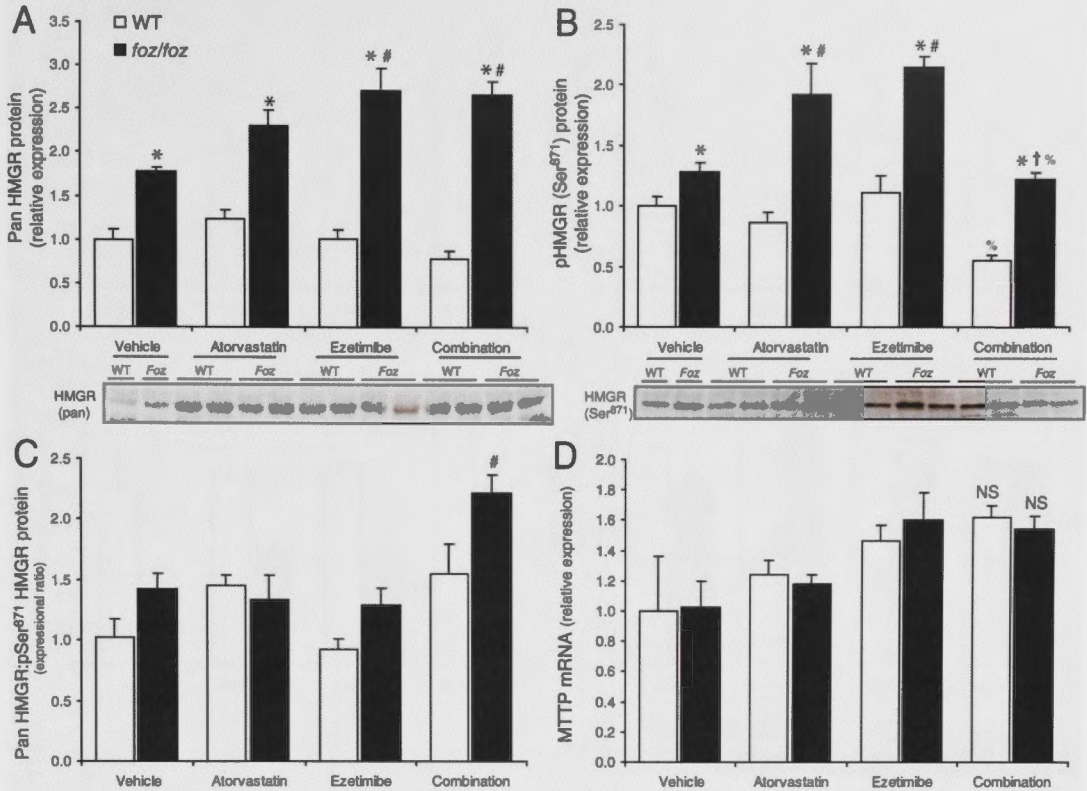 A
Pan HMGR protein
(relative expression)
3.5
3.0
2.5
2.0
1.5
1.0
0.5
0.0
WT
foz/foz
*
*
* #
* #
Vehicle Atorvastatin Ezetimibe Combination
WT Foz WT Foz WT Foz WT Foz
HMGR
(pan)
B
pHMGR (Ser871) protein
(relative expression)
2.5
2.0
1.5
1.0
0.5
0.0
*
* #
* #
%
* † %
Vehicle Atorvastatin Ezetimibe Combination
WT Foz WT Foz WT Foz WT Foz
HMGR
(Ser871)
C
Pan HMGR:pSer871 HMGR protein
(expressional ratio)
2.5
2.0
1.5
1.0
0.5
0.0
#
Vehicle Atorvastatin Ezetimibe Combination
D
MTTP mRNA (relative expression)
2.0
1.8
1.6
1.4
1.2
1.0
0.8
0.6
0.4
0.2
0.0
NS
NS
Vehicle Atorvastatin Ezetimibe Combination